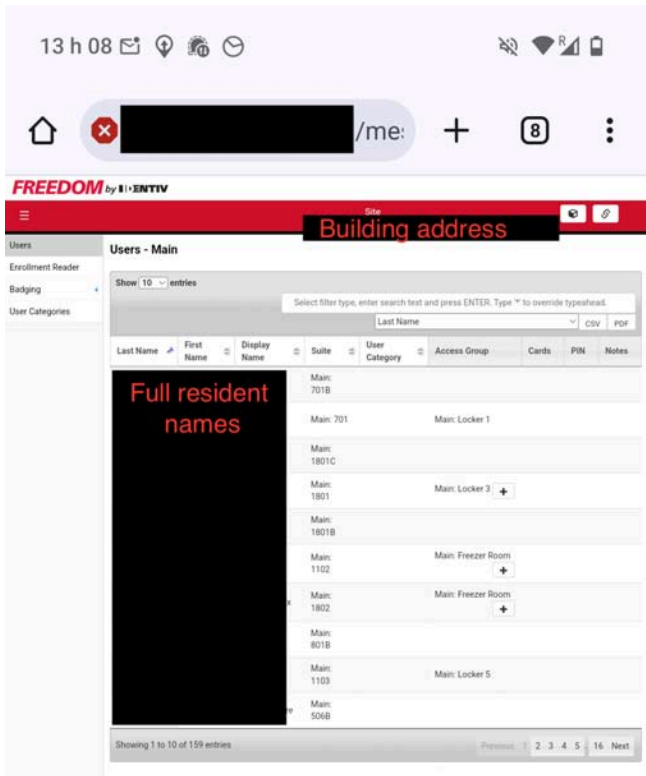 13 h 08
/me:
8
FREEDOM by IDENTIV
Site
Building address
Users
Enrollment Reader
Badging
User Categories
Users - Main
Show 10 entries
Select filter type, enter search text and press ENTER. Type '*' to override typeahead.
Last Name
CSV PDF
Last Name First Name Display Name Suite User Category Access Group Cards PIN Notes
Full resident
names
Main:
701B
Main: 701 Main: Locker 1
Main:
1801C
Main:
1801 Main: Locker 3 +
Main:
1801B
Main:
1102 Main: Freezer Room +
x Main:
1802 Main: Freezer Room +
Main:
801B
Main:
1103 Main: Locker 5
re Main:
506B
Showing 1 to 10 of 159 entries
Previous 1 2 3 4 5 .. 16 Next